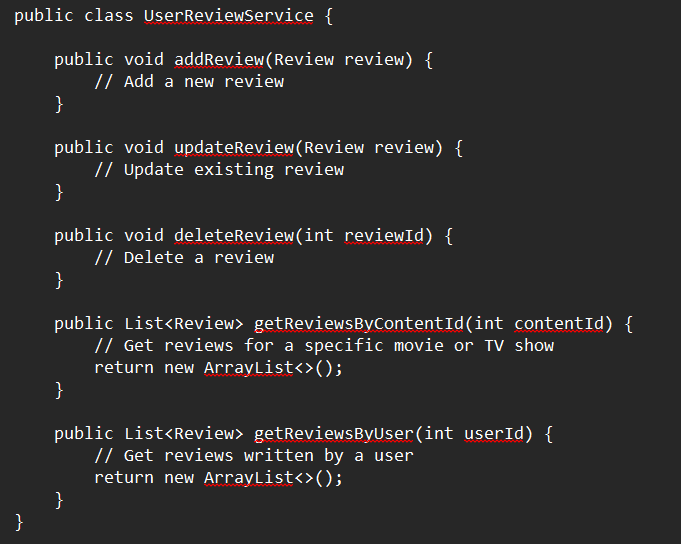 public class UserReviewService {
public void addReview(Review review) {
// Add a new review
}
public void updateReview(Review review) {
// Update existing review
}
public void deleteReview(int reviewId) {
// Delete a review
}
public List<Review> getReviewsByContentId(int contentId) {
// Get reviews for a specific movie or TV show
return new ArrayList<>();
}
public List<Review> getReviewsByUser(int userId) {
// Get reviews written by a user
return new ArrayList<>();
}
}